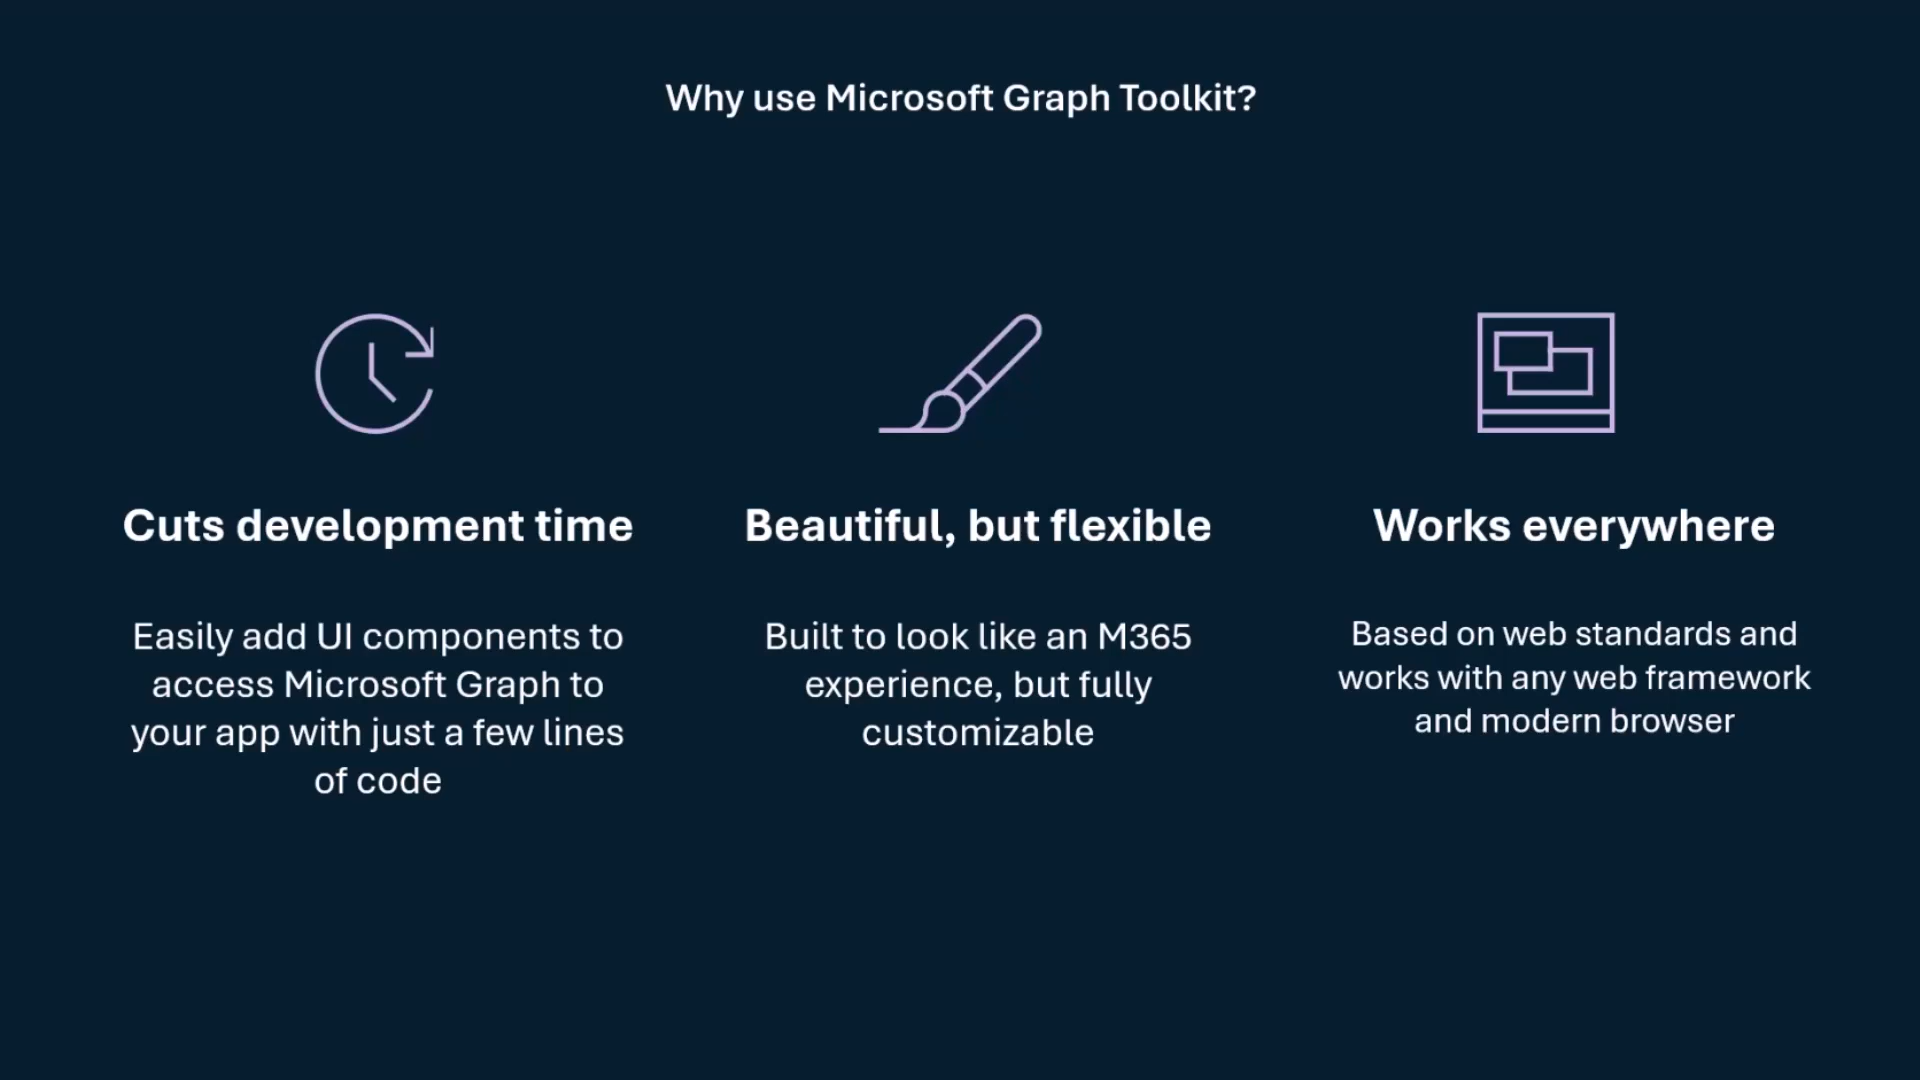 Why use Microsoft Graph Toolkit?
Cuts development time
Easily add UI components to
access Microsoft Graph to
your app with just a few lines
of code
Beautiful, but flexible
Built to look like an M365
experience, but fully
customizable
Works everywhere
Based on web standards and
works with any web framework
and modern browser